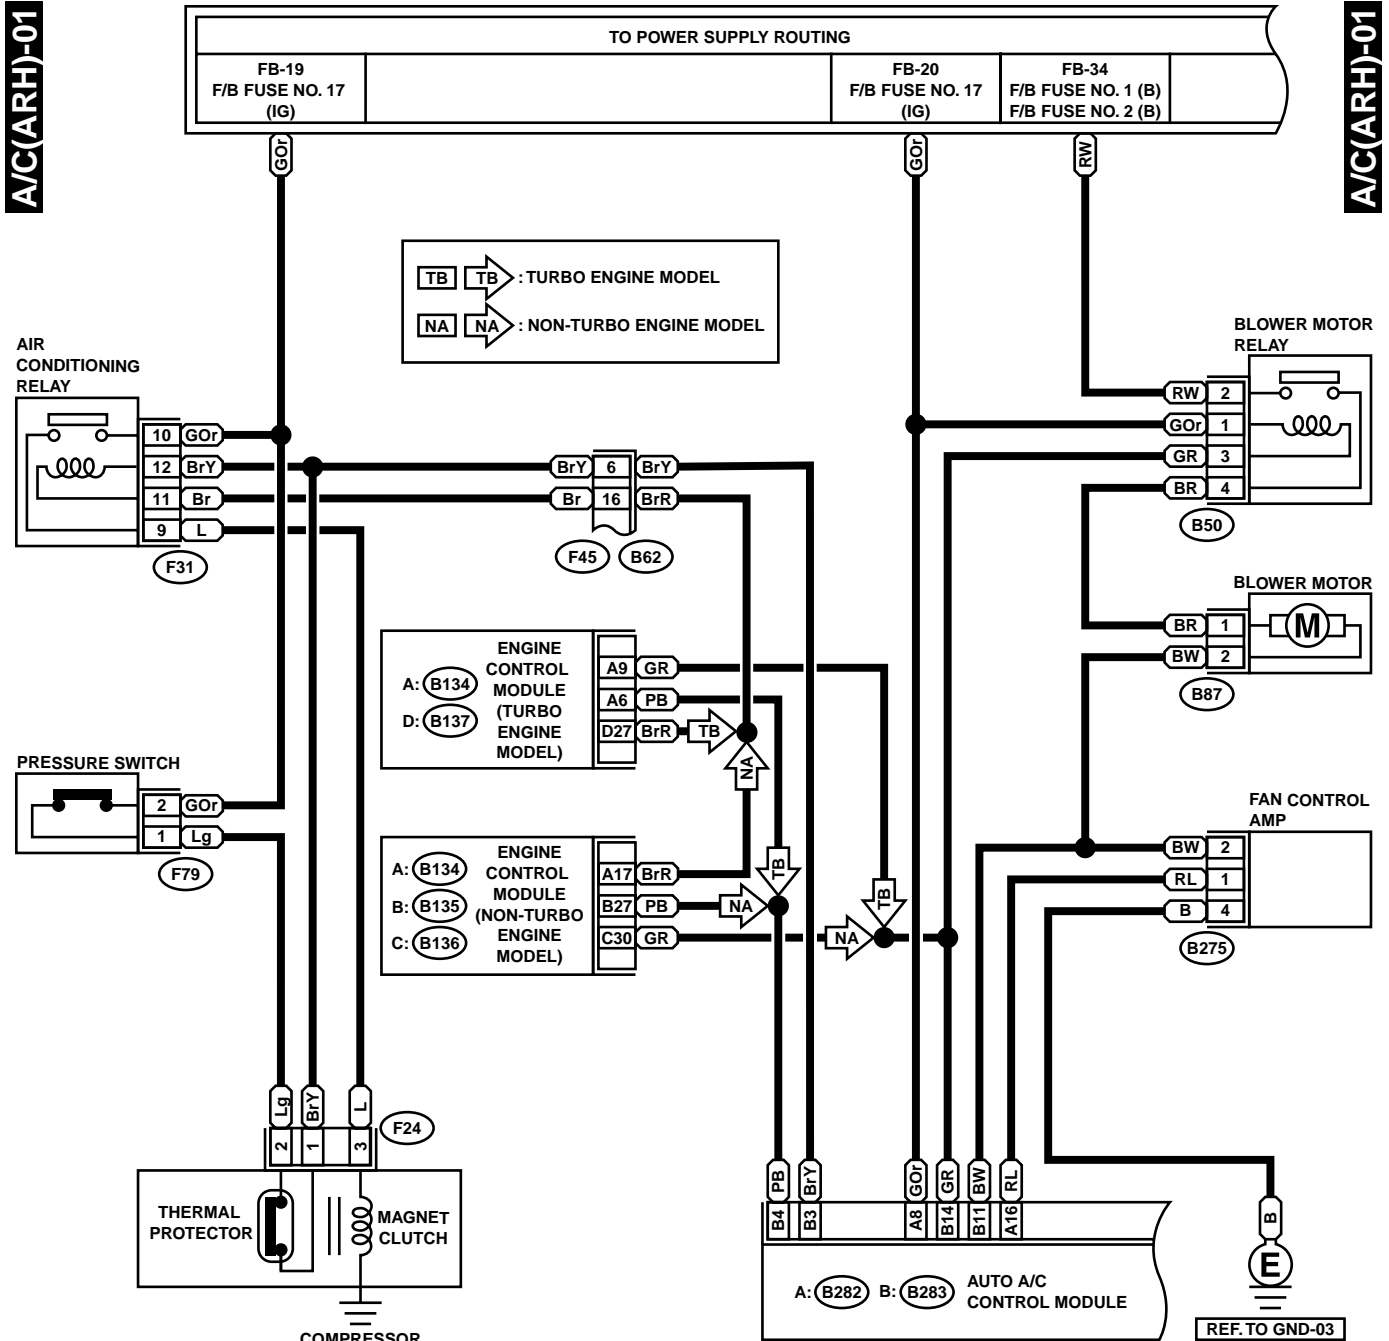 A/C(ARH)-01
A/C(ARH)-01
TO POWER SUPPLY ROUTING
FB-19
F/B FUSE NO. 17
(IG)
FB-20
F/B FUSE NO. 17
(IG)
FB-34
F/B FUSE NO. 1 (B)
F/B FUSE NO. 2 (B)
GOr
GOr
RW
TB TB : TURBO ENGINE MODEL
NA NA : NON-TURBO ENGINE MODEL
AIR
CONDITIONING
RELAY
10 GOr
12 BrY
11 Br
9 L
F31
BrY 6 BrY
Br 16 BrR
F45 B62
BLOWER MOTOR
RELAY
RW 2
GOr 1
GR 3
BR 4
B50
BLOWER MOTOR
BR 1
BW 2
M
B87
ENGINE
CONTROL
MODULE
(TURBO
ENGINE
MODEL)
A: B134
D: B137
A9 GR
A6 PB
D27 BrR
TB
NA
PRESSURE SWITCH
2 GOr
1 Lg
F79
ENGINE
CONTROL
MODULE
(NON-TURBO
ENGINE
MODEL)
A: B134
B: B135
C: B136
A17 BrR
B27 PB
C30 GR
TB
NA
TB
NA
FAN CONTROL
AMP
BW 2
RL 1
B 4
B275
Lg BrY L
2 1 3
F24
THERMAL
PROTECTOR
MAGNET
CLUTCH
COMPRESSOR
PB BrY GOr GR BW RL
B4 B3 A8 B14 B11 A16
A: B282 B: B283
AUTO A/C
CONTROL MODULE
B
E
REF. TO GND-03